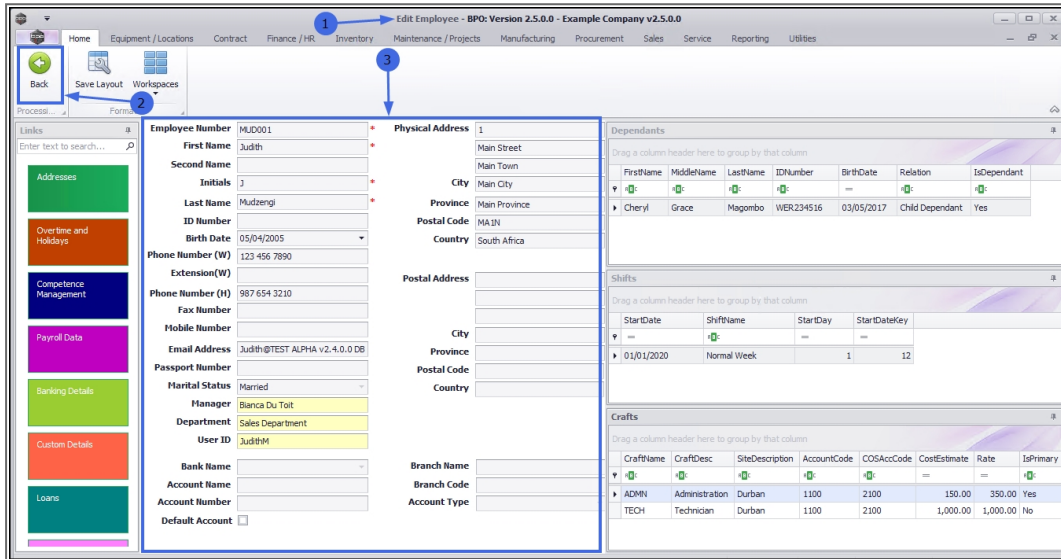 1
Edit Employee - BPO: Version 2.5.0.0 - Example Company v2.5.0.0
Home Equipment / Locations Contract Finance / HR Inventory Maintenance / Projects Manufacturing Procurement Sales Service Reporting Utilities
Back Save Layout Workspaces
3
2
Processi... Forma
Links
Enter text to search...
Addresses
Overtime and
Holidays
Competence
Management
Payroll Data
Banking Details
Custom Details
Loans
Employee Number MUD001 *
First Name Judith *
Second Name
Initials J *
Last Name Mudzengi *
ID Number
Birth Date 05/04/2005
Phone Number (W) 123 456 7890
Extension(W)
Phone Number (H) 987 654 3210
Fax Number
Mobile Number
Email Address Judith@TEST ALPHA v2.4.0.0 DB
Passport Number
Marital Status Married
Manager Bianca Du Toit
Department Sales Department
User ID JudithM
Bank Name
Account Name
Account Number
Default Account
Physical Address 1
Main Street
Main Town
City Main City
Province Main Province
Postal Code MA1N
Country South Africa
Postal Address
City
Province
Postal Code
Country
Branch Name
Branch Code
Account Type
Dependants
Drag a column header here to group by that column
FirstName MiddleName LastName IDNumber BirthDate Relation IsDependant
Cheryl Grace Magombo WER234516 03/05/2017 Child Dependant Yes
Shifts
Drag a column header here to group by that column
StartDate ShiftName StartDay StartDateKey
01/01/2020 Normal Week 1 12
Crafts
Drag a column header here to group by that column
CraftName CraftDesc SiteDescription AccountCode COSAccCode CostEstimate Rate IsPrimary
ADMN Administration Durban 1100 2100 150.00 350.00 Yes
TECH Technician Durban 1100 2100 1,000.00 1,000.00 No